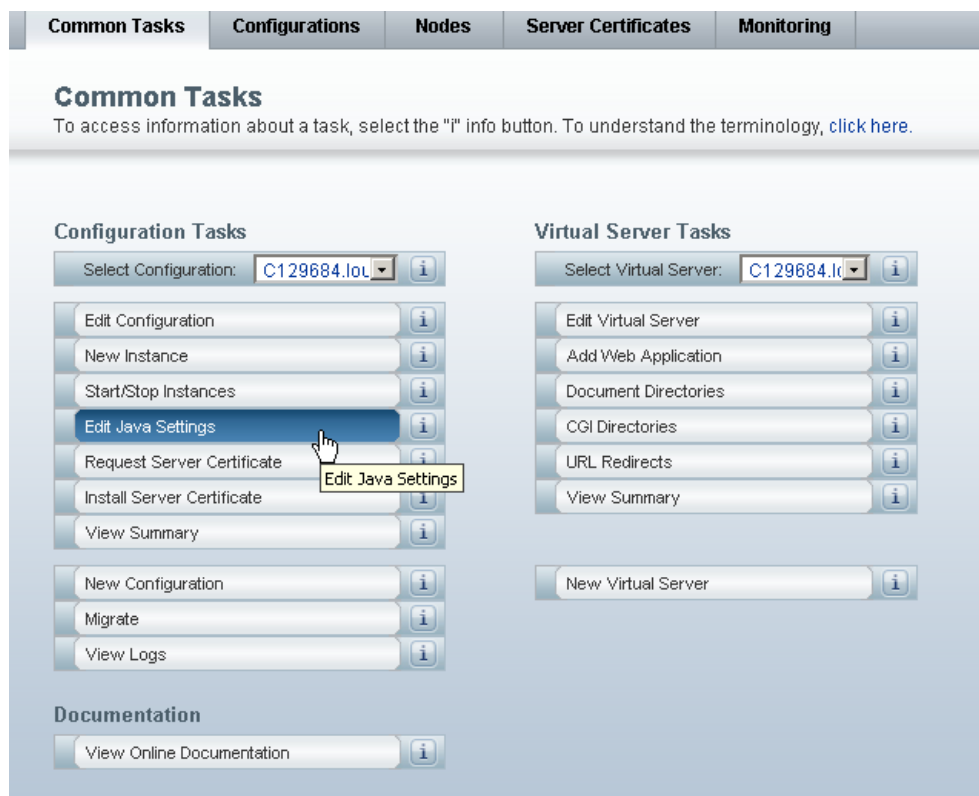 Common Tasks Configurations Nodes Server Certificates Monitoring
Common Tasks
To access information about a task, select the "i" info button. To understand the terminology, click here.
Configuration Tasks
Select Configuration: C129684.lou i
Edit Configuration i
New Instance i
Start/Stop Instances i
Edit Java Settings i
Request Server Certificate i
Edit Java Settings
Install Server Certificate i
View Summary i
New Configuration i
Migrate i
View Logs i
Documentation
View Online Documentation i
Virtual Server Tasks
Select Virtual Server: C129684.l i
Edit Virtual Server i
Add Web Application i
Document Directories i
CGI Directories i
URL Redirects i
View Summary i
New Virtual Server i